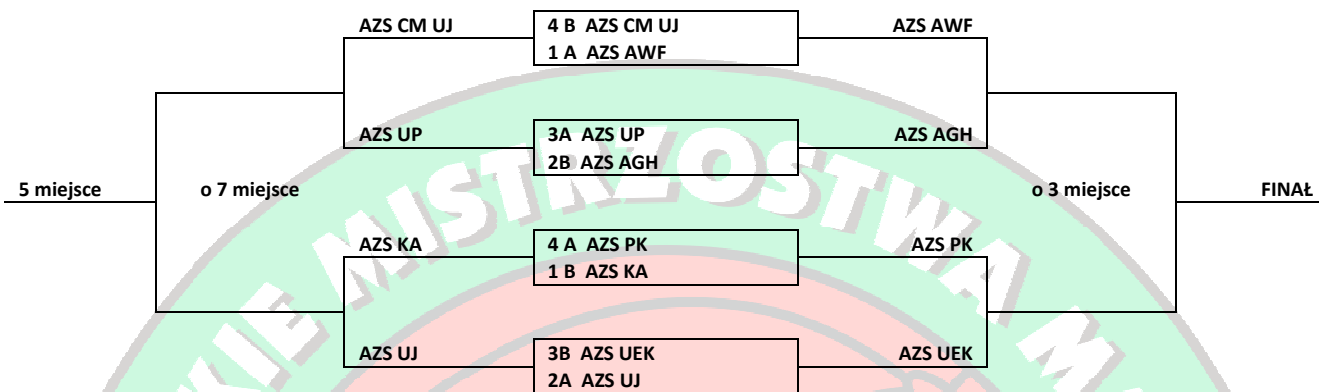 AZS CM UJ 4 B AZS CM UJ AZS AWF
1 A AZS AWF
AZS UP 3A AZS UP AZS AGH
2B AZS AGH
5 miejsce o 7 miejsce o 3 miejsce FINAŁ
AZS KA 4 A AZS PK AZS PK
1 B AZS KA
AZS UJ 3B AZS UEK AZS UEK
2A AZS UJ
KIE MISTRZOSTWA M